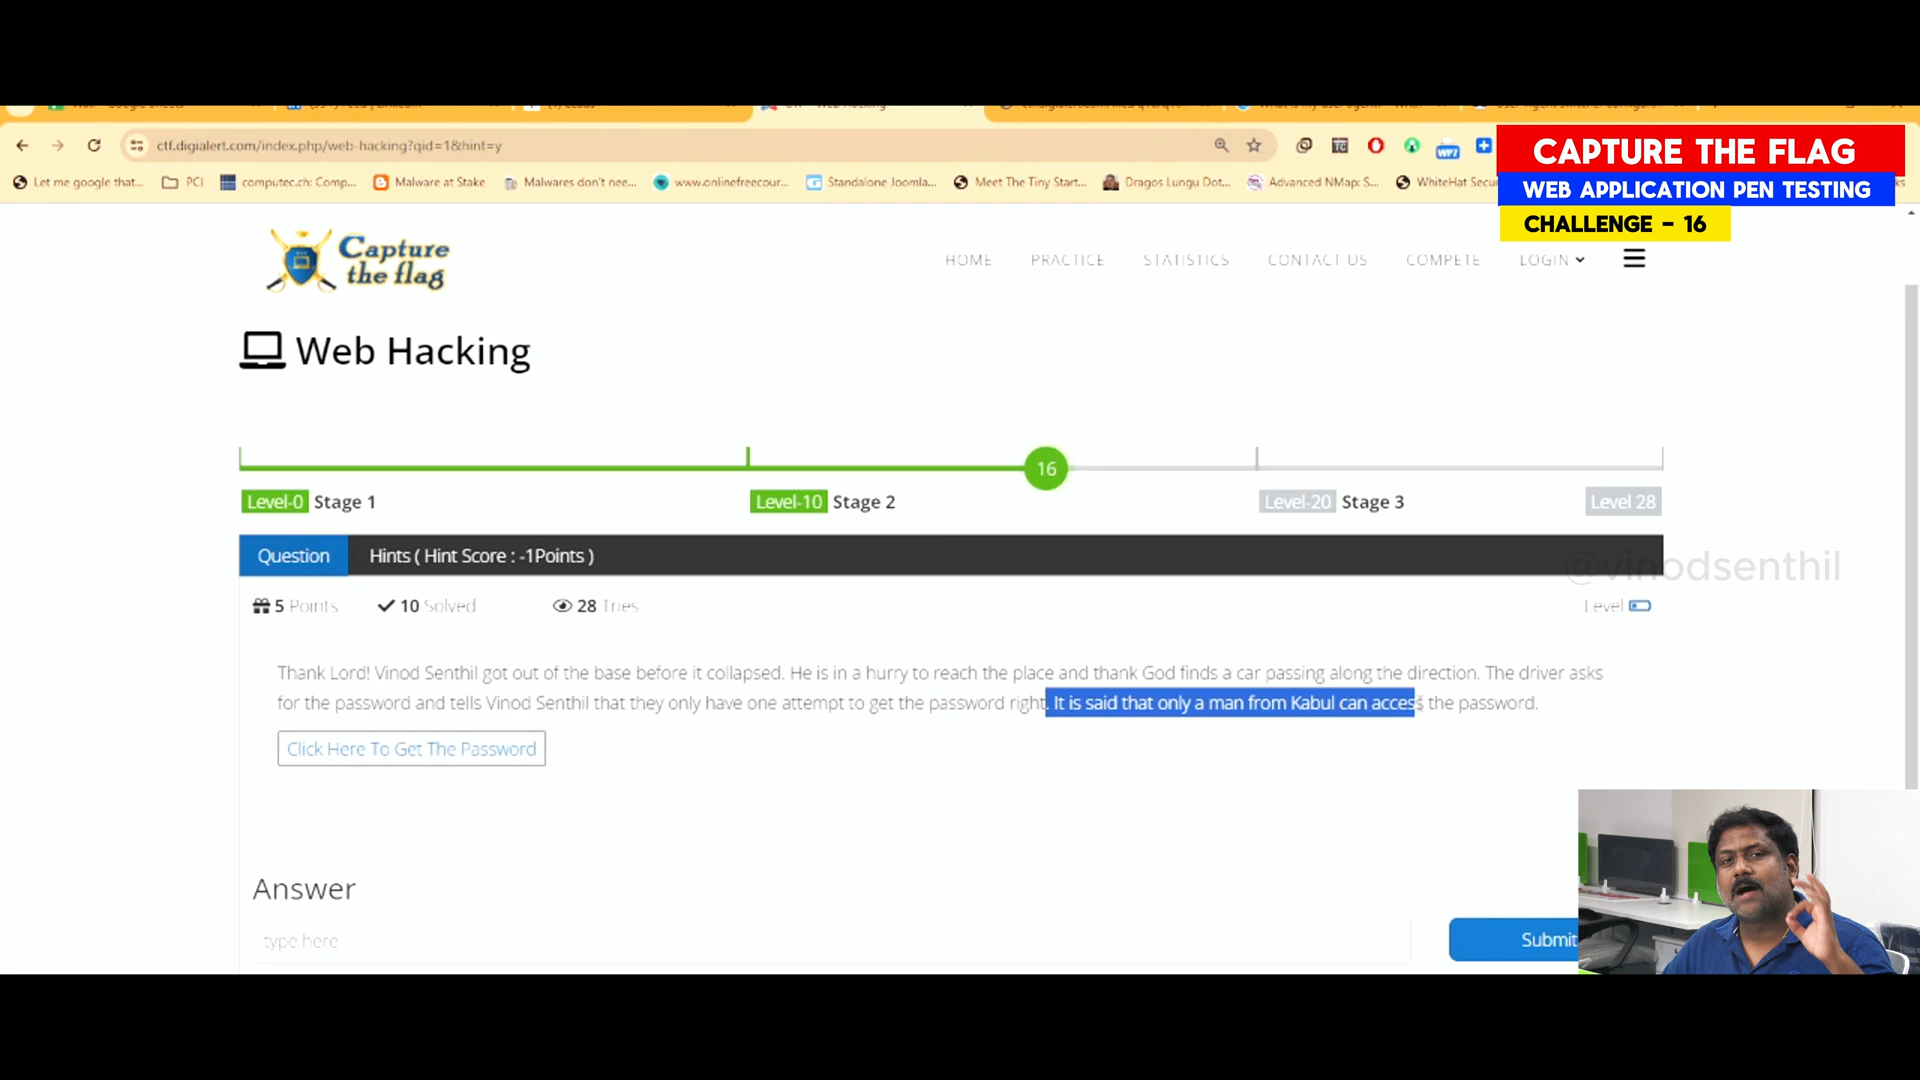 ctf.digialert.com/index.php/web-hacking?qid=1&hint=y
Let me google that...
PCI
computec.ch: Comp...
Malware at Stake
Malwares don't nee...
www.onlinefreecour...
Standalone Joomla...
Meet The Tiny Start...
Dragos Lungu Dot...
Advanced NMap: S...
WhiteHat Secu
CAPTURE THE FLAG
WEB APPLICATION PEN TESTING
CHALLENGE - 16
Capture
the flag
HOME
PRACTICE
STATISTICS
CONTACT US
COMPETE
LOGIN
Web Hacking
16
Level-0 Stage 1
Level-10 Stage 2
Level-20 Stage 3
Level 28
Question
Hints ( Hint Score : -1Points )
@vinodsenthil
5 Points
10 Solved
28 Tries
Level
Thank Lord! Vinod Senthil got out of the base before it collapsed. He is in a hurry to reach the place and thank God finds a car passing along the direction. The driver asks
for the password and tells Vinod Senthil that they only have one attempt to get the password right. It is said that only a man from Kabul can access the password.
Click Here To Get The Password
Answer
type here
Submit